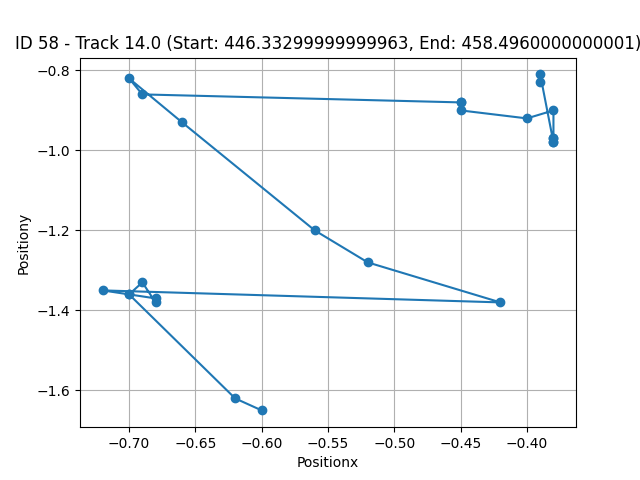 ID 58 - Track 14.0 (Start: 446.33299999999963, End: 458.4960000000001)
−0.8
−1.0
−1.2
−1.4
−1.6
Positiony
−0.70 −0.65 −0.60 −0.55 −0.50 −0.45 −0.40
Positionx